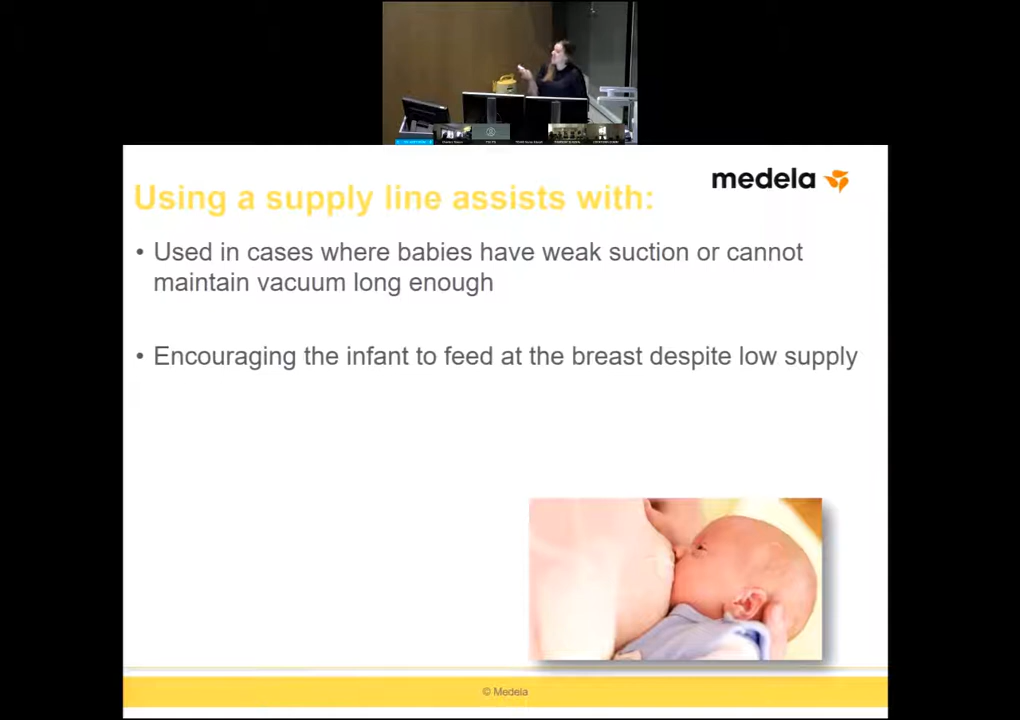 medela
Using a supply line assists with:
• Used in cases where babies have weak suction or cannot
maintain vacuum long enough
• Encouraging the infant to feed at the breast despite low supply
© Medela